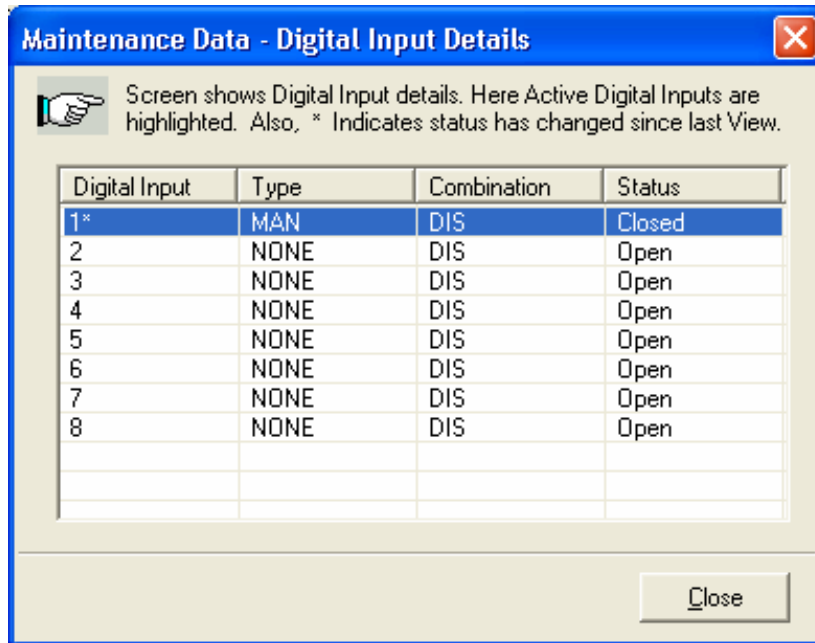 Maintenance Data - Digital Input Details
Screen shows Digital Input details. Here Active Digital Inputs are
highlighted.  Also,  * Indicates status has changed since last View.
Digital Input Type Combination Status
1* MAN DIS Closed
2 NONE DIS Open
3 NONE DIS Open
4 NONE DIS Open
5 NONE DIS Open
6 NONE DIS Open
7 NONE DIS Open
8 NONE DIS Open
Close